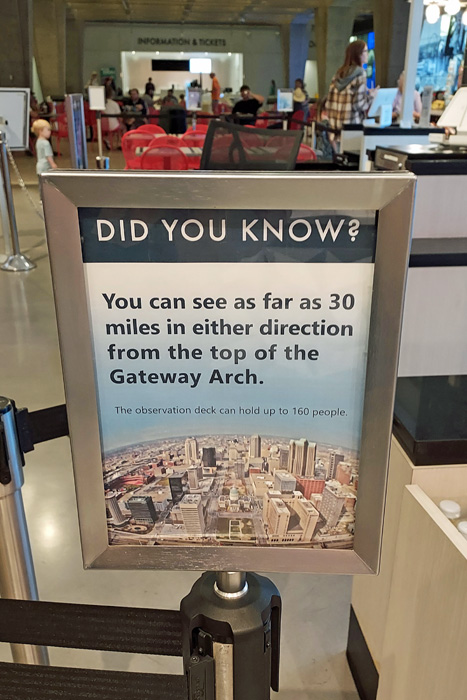 INFORMATION & TICKETS
DID YOU KNOW?
You can see as far as 30
miles in either direction
from the top of the
Gateway Arch.
The observation deck can hold up to 160 people.